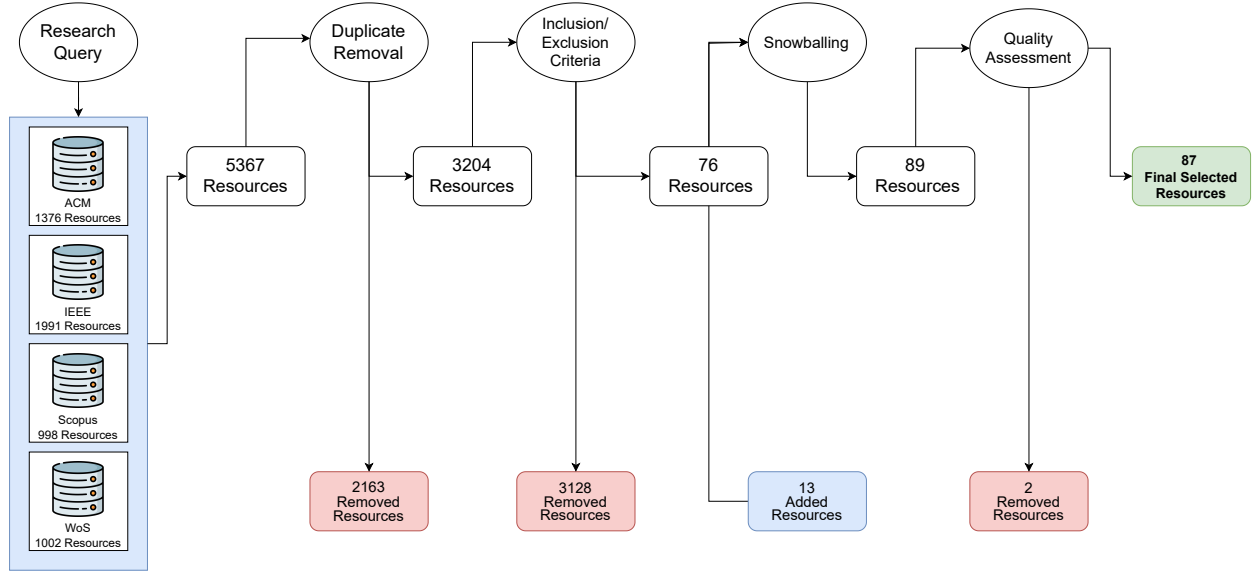 Research
Query
ACM
1376 Resources
IEEE
1991 Resources
Scopus
998 Resources
WoS
1002 Resources
5367
Resources
Duplicate
Removal
2163
Removed
Resources
3204
Resources
Inclusion/
Exclusion
Criteria
3128
Removed
Resources
76
Resources
Snowballing
13
Added
Resources
89
Resources
Quality
Assessment
2
Removed
Resources
87
Final Selected
Resources